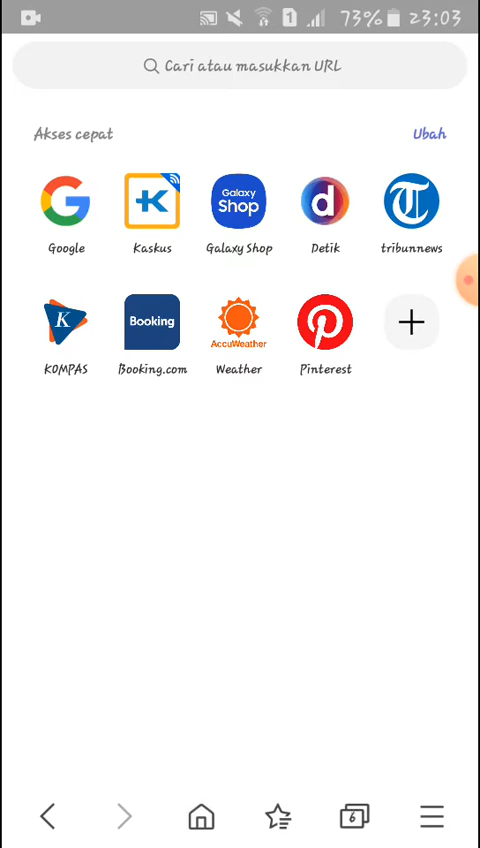 1 73% 23:03
Cari atau masukkan URL
Akses cepat Ubah
G K Galaxy Shop d T
Google Kaskus Galaxy Shop Detik tribunnews
K Booking AccuWeather
KOMPAS Booking.com Weather Pinterest
6